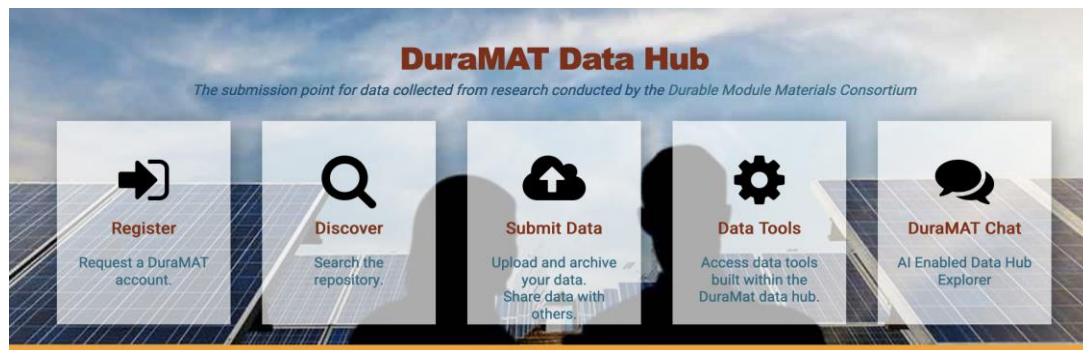 DuraMAT Data Hub
The submission point for data collected from research conducted by the Durable Module Materials Consortium
Register
Request a DuraMAT
account.
Discover
Search the
repository.
Submit Data
Upload and archive
your data.
Share data with
others.
Data Tools
Access data tools
built within the
DuraMat data hub.
DuraMAT Chat
AI Enabled Data Hub
Explorer